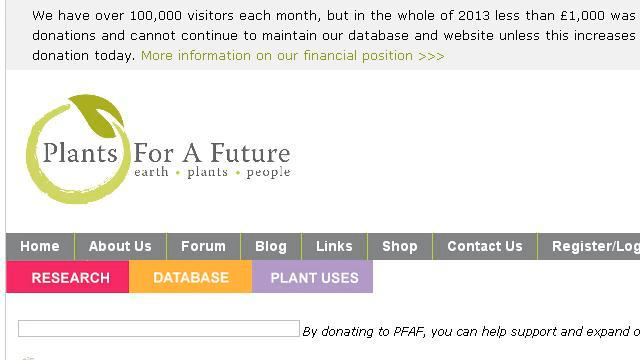 We have over 100,000 visitors each month, but in the whole of 2013 less than £1,000 was
donations and cannot continue to maintain our database and website unless this increases
donation today. More information on our financial position >>>
Plants For A Future
earth • plants • people
Home About Us Forum Blog Links Shop Contact Us Register/Log
RESEARCH DATABASE PLANT USES
By donating to PFAF, you can help support and expand o